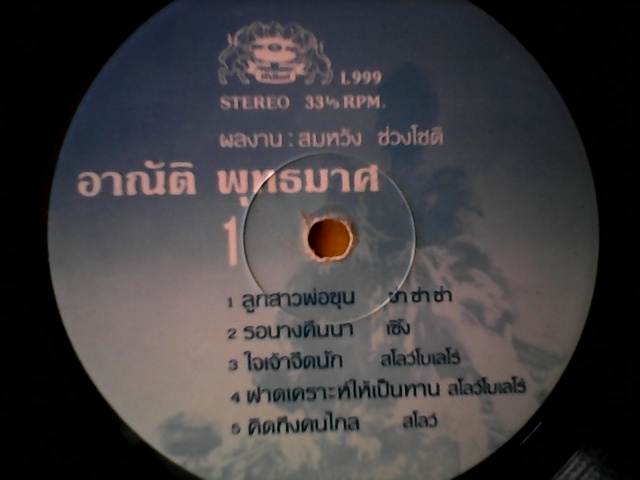 L999
STEREO 33⅓ RPM.
ผลงาน : สมหวัง ช่วงโชติ
อาณัติ พุทธมาศ
1
1 ลูกสาวพ่อขุน ช่า ช่า ช่า
2 รอนางคืนนา เซิ้ง
3 ใจเจ้าจืดนัก สโลว์โบเลโร่
4 ฟาดเคราะห์ให้เป็นทาน สโลว์โบเลโร่
5 คิดถึงคนไกล สโลว์